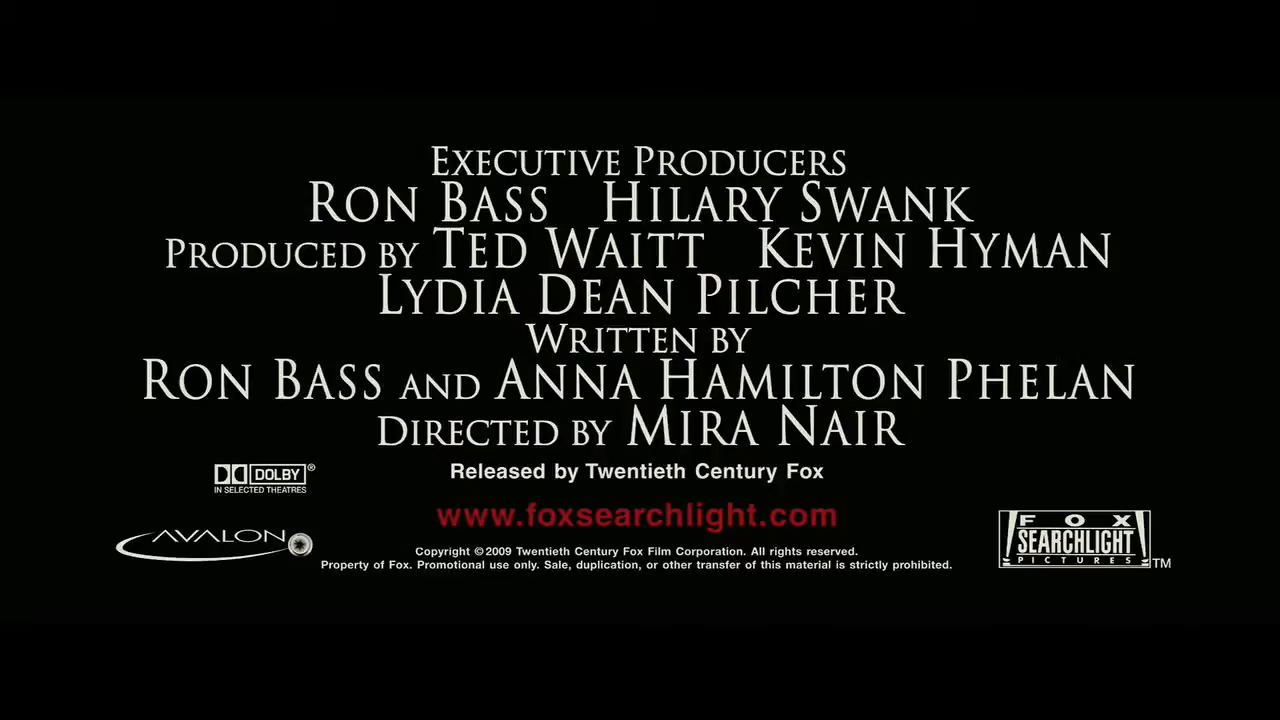 EXECUTIVE PRODUCERS
RON BASS HILARY SWANK
PRODUCED BY TED WAITT KEVIN HYMAN
LYDIA DEAN PILCHER
WRITTEN BY
RON BASS AND ANNA HAMILTON PHELAN
DIRECTED BY MIRA NAIR
Released by Twentieth Century Fox
DOLBY®
IN SELECTED THEATRES
www.foxsearchlight.com
AVALON
Copyright ©2009 Twentieth Century Fox Film Corporation. All rights reserved.
Property of Fox. Promotional use only. Sale, duplication, or other transfer of this material is strictly prohibited.
FOX
SEARCHLIGHT
PICTURES TM